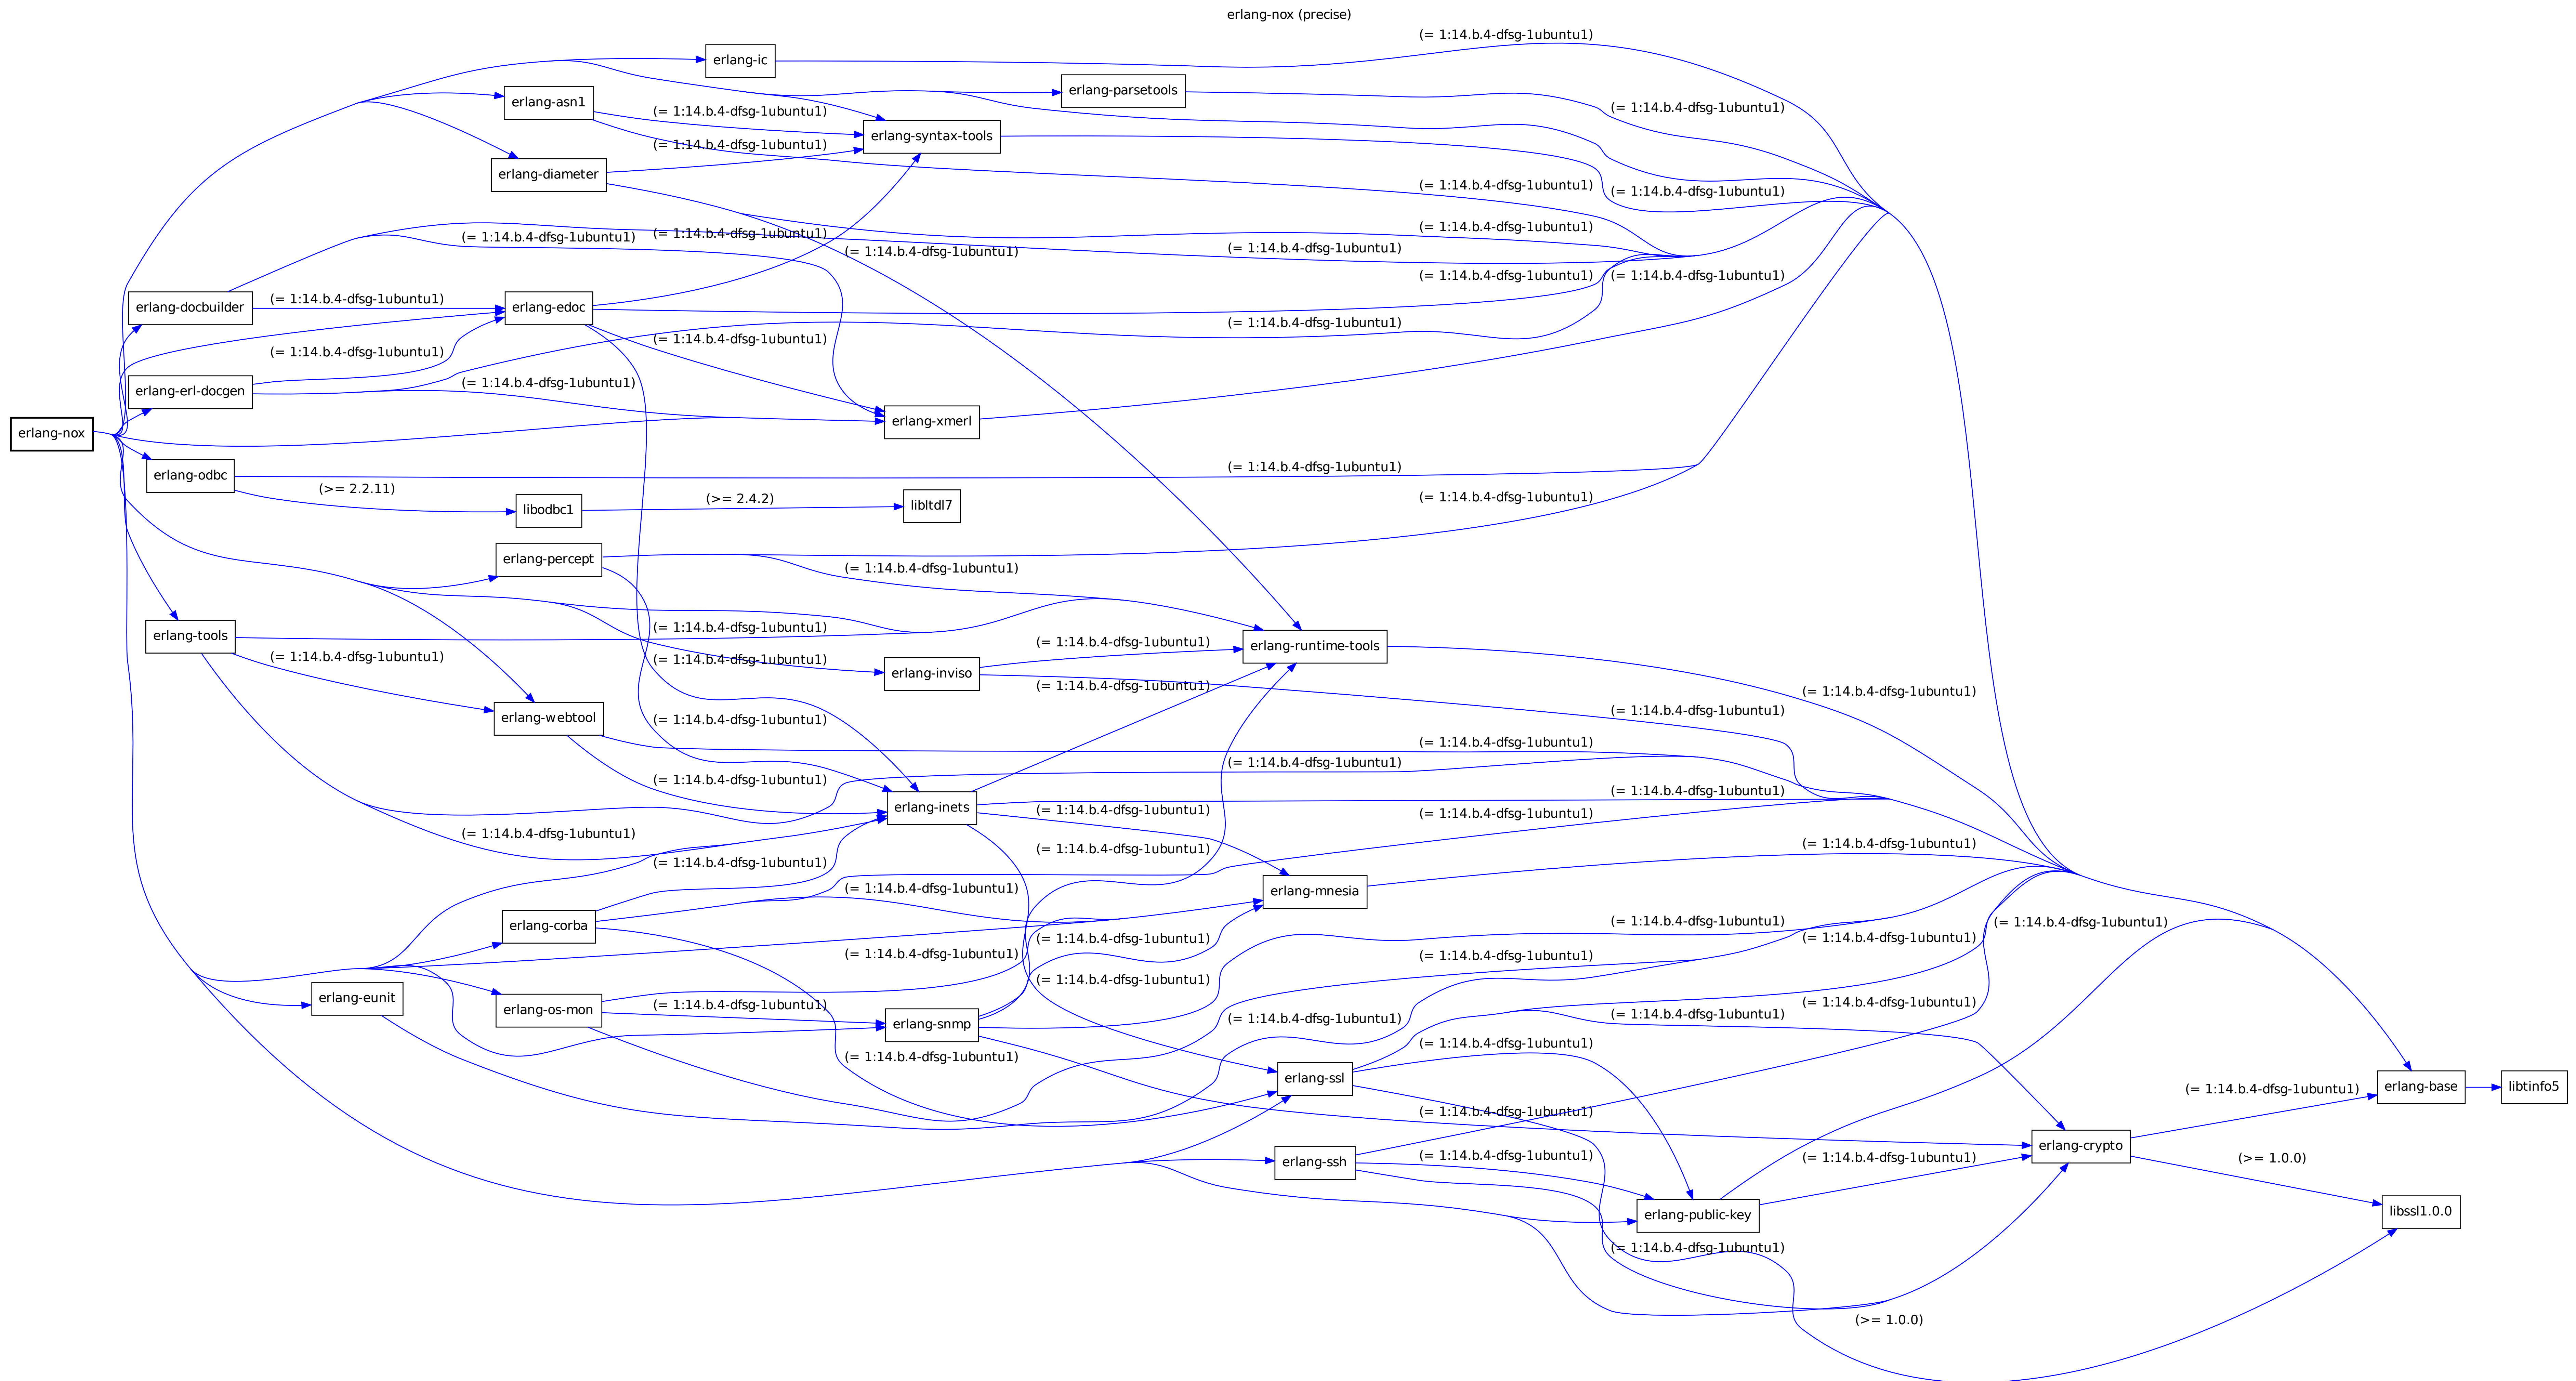 erlang-nox (precise)
(= 1:14.b.4-dfsg-1ubuntu1)
erlang-ic
erlang-parsetools
erlang-asn1
(= 1:14.b.4-dfsg-1ubuntu1)
(= 1:14.b.4-dfsg-1ubuntu1)
erlang-syntax-tools
(= 1:14.b.4-dfsg-1ubuntu1)
erlang-diameter
(= 1:14.b.4-dfsg-1ubuntu1)
(= 1:14.b.4-dfsg-1ubuntu1)
(= 1:14.b.4-dfsg-1ubuntu1)
(= 1:14.b.4-dfsg-1ubuntu1)
(= 1:14.b.4-dfsg-1ubuntu1)
(= 1:14.b.4-dfsg-1ubuntu1)
(= 1:14.b.4-dfsg-1ubuntu1)
(= 1:14.b.4-dfsg-1ubuntu1)
(= 1:14.b.4-dfsg-1ubuntu1)
(= 1:14.b.4-dfsg-1ubuntu1)
erlang-docbuilder
(= 1:14.b.4-dfsg-1ubuntu1)
erlang-edoc
(= 1:14.b.4-dfsg-1ubuntu1)
(= 1:14.b.4-dfsg-1ubuntu1)
(= 1:14.b.4-dfsg-1ubuntu1)
erlang-erl-docgen
(= 1:14.b.4-dfsg-1ubuntu1)
erlang-xmerl
erlang-nox
erlang-odbc
(= 1:14.b.4-dfsg-1ubuntu1)
(>= 2.2.11)
(>= 2.4.2)
(= 1:14.b.4-dfsg-1ubuntu1)
libodbc1
libltdl7
erlang-percept
(= 1:14.b.4-dfsg-1ubuntu1)
erlang-tools
(= 1:14.b.4-dfsg-1ubuntu1)
(= 1:14.b.4-dfsg-1ubuntu1)
erlang-runtime-tools
(= 1:14.b.4-dfsg-1ubuntu1)
(= 1:14.b.4-dfsg-1ubuntu1)
erlang-inviso
(= 1:14.b.4-dfsg-1ubuntu1)
(= 1:14.b.4-dfsg-1ubuntu1)
(= 1:14.b.4-dfsg-1ubuntu1)
erlang-webtool
(= 1:14.b.4-dfsg-1ubuntu1)
(= 1:14.b.4-dfsg-1ubuntu1)
(= 1:14.b.4-dfsg-1ubuntu1)
(= 1:14.b.4-dfsg-1ubuntu1)
(= 1:14.b.4-dfsg-1ubuntu1)
erlang-inets
(= 1:14.b.4-dfsg-1ubuntu1)
(= 1:14.b.4-dfsg-1ubuntu1)
(= 1:14.b.4-dfsg-1ubuntu1)
(= 1:14.b.4-dfsg-1ubuntu1)
(= 1:14.b.4-dfsg-1ubuntu1)
(= 1:14.b.4-dfsg-1ubuntu1)
(= 1:14.b.4-dfsg-1ubuntu1)
erlang-mnesia
erlang-corba
(= 1:14.b.4-dfsg-1ubuntu1)
(= 1:14.b.4-dfsg-1ubuntu1)
(= 1:14.b.4-dfsg-1ubuntu1)
(= 1:14.b.4-dfsg-1ubuntu1)
(= 1:14.b.4-dfsg-1ubuntu1)
(= 1:14.b.4-dfsg-1ubuntu1)
(= 1:14.b.4-dfsg-1ubuntu1)
erlang-eunit
erlang-os-mon
(= 1:14.b.4-dfsg-1ubuntu1)
(= 1:14.b.4-dfsg-1ubuntu1)
(= 1:14.b.4-dfsg-1ubuntu1)
(= 1:14.b.4-dfsg-1ubuntu1)
erlang-snmp
(= 1:14.b.4-dfsg-1ubuntu1)
(= 1:14.b.4-dfsg-1ubuntu1)
erlang-ssl
erlang-base
libtinfo5
(= 1:14.b.4-dfsg-1ubuntu1)
(= 1:14.b.4-dfsg-1ubuntu1)
erlang-crypto
erlang-ssh
(= 1:14.b.4-dfsg-1ubuntu1)
(= 1:14.b.4-dfsg-1ubuntu1)
(>= 1.0.0)
erlang-public-key
libssl1.0.0
(= 1:14.b.4-dfsg-1ubuntu1)
(>= 1.0.0)